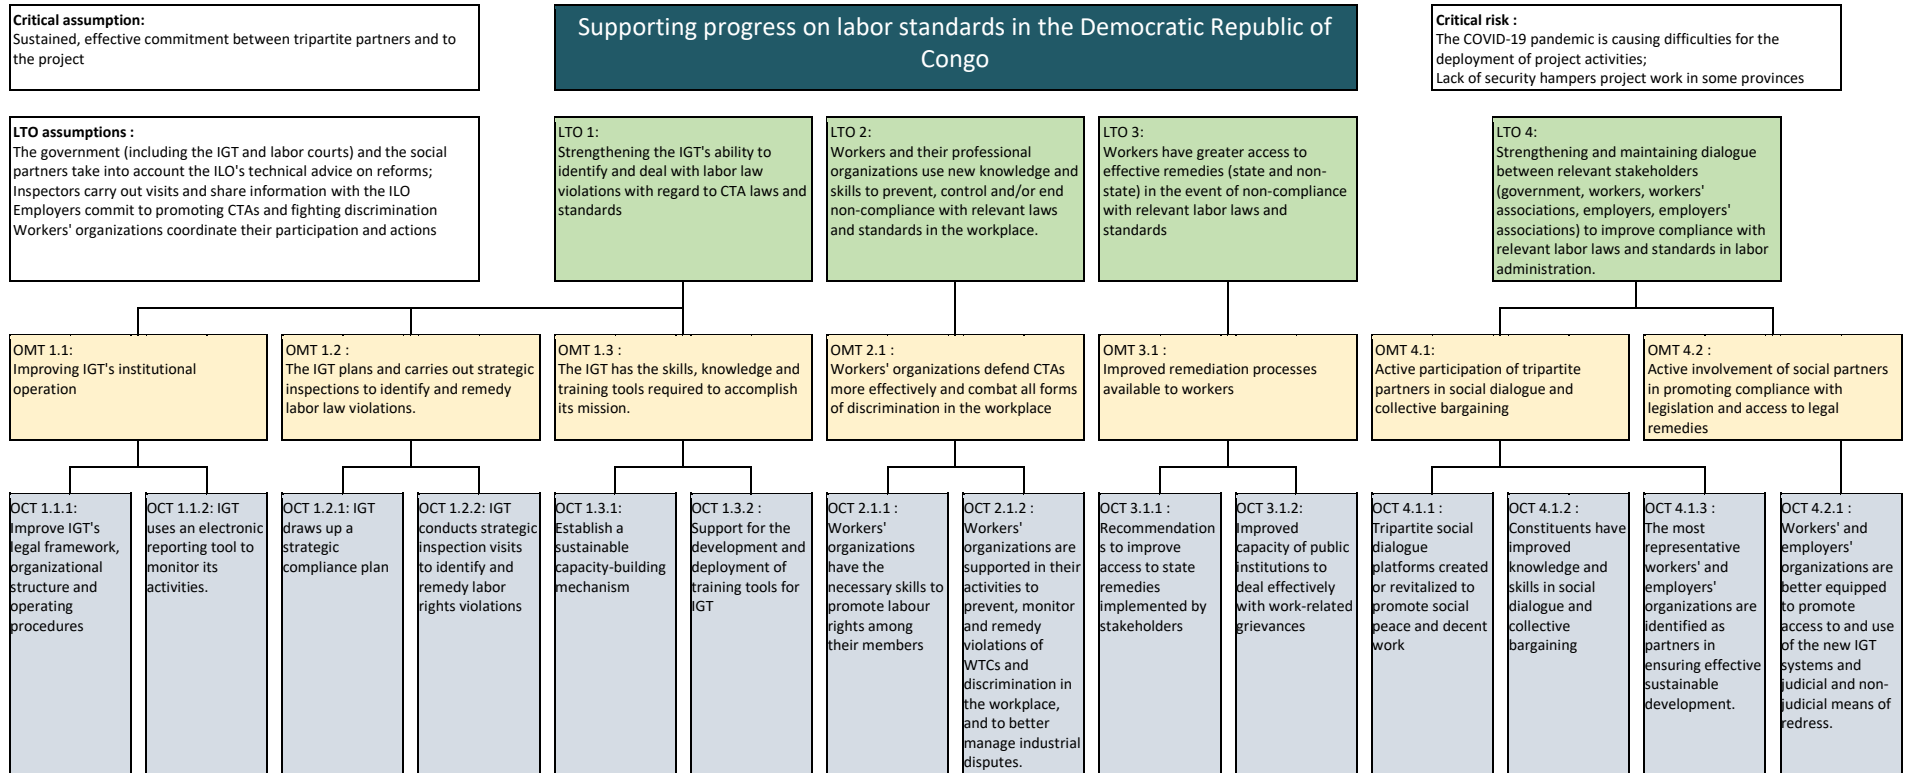 Critical assumption:
Sustained, effective commitment between tripartite partners and to
the project
Supporting progress on labor standards in the Democratic Republic of
Congo
Critical risk :
The COVID-19 pandemic is causing difficulties for the
deployment of project activities;
Lack of security hampers project work in some provinces
LTO assumptions :
The government (including the IGT and labor courts) and the social
partners take into account the ILO's technical advice on reforms;
Inspectors carry out visits and share information with the ILO
Employers commit to promoting CTAs and fighting discrimination
Workers' organizations coordinate their participation and actions
LTO 1:
Strengthening the IGT's ability to
identify and deal with labor law
violations with regard to CTA laws and
standards
LTO 2:
Workers and their professional
organizations use new knowledge and
skills to prevent, control and/or end
non-compliance with relevant laws
and standards in the workplace.
LTO 3:
Workers have greater access to
effective remedies (state and non-
state) in the event of non-compliance
with relevant labor laws and
standards
LTO 4:
Strengthening and maintaining dialogue
between relevant stakeholders
(government, workers, workers'
associations, employers, employers'
associations) to improve compliance with
relevant labor laws and standards in labor
administration.
OMT 1.1:
Improving IGT's institutional
operation
OMT 1.2 :
The IGT plans and carries out strategic
inspections to identify and remedy
labor law violations.
OMT 1.3 :
The IGT has the skills, knowledge and
training tools required to accomplish
its mission.
OMT 2.1 :
Workers' organizations defend CTAs
more effectively and combat all forms
of discrimination in the workplace
OMT 3.1 :
Improved remediation processes
available to workers
OMT 4.1:
Active participation of tripartite
partners in social dialogue and
collective bargaining
OMT 4.2 :
Active involvement of social partners
in promoting compliance with
legislation and access to legal
remedies
OCT 1.1.1:
Improve IGT's
legal framework,
organizational
structure and
operating
procedures
OCT 1.1.2: IGT
uses an electronic
reporting tool to
monitor its
activities.
OCT 1.2.1: IGT
draws up a
strategic
compliance plan
OCT 1.2.2: IGT
conducts strategic
inspection visits
to identify and
remedy labor
rights violations
OCT 1.3.1:
Establish a
sustainable
capacity-building
mechanism
OCT 1.3.2 :
Support for the
development and
deployment of
training tools for
IGT
OCT 2.1.1 :
Workers'
organizations
have the
necessary skills to
promote labour
rights among
their members
OCT 2.1.2 :
Workers'
organizations are
supported in their
activities to
prevent, monitor
and remedy
violations of
WTCs and
discrimination in
the workplace,
and to better
manage industrial
disputes.
OCT 3.1.1 :
Recommendation
s to improve
access to state
remedies
implemented by
stakeholders
OCT 3.1.2:
Improved
capacity of public
institutions to
deal effectively
with work-related
grievances
OCT 4.1.1 :
Tripartite social
dialogue
platforms created
or revitalized to
promote social
peace and decent
work
OCT 4.1.2 :
Constituents have
improved
knowledge and
skills in social
dialogue and
collective
bargaining
OCT 4.1.3 :
The most
representative
workers' and
employers'
organizations are
identified as
partners in
ensuring effective
sustainable
development.
OCT 4.2.1 :
Workers' and
employers'
organizations are
better equipped
to promote
access to and use
of the new IGT
systems and
judicial and non-
judicial means of
redress.